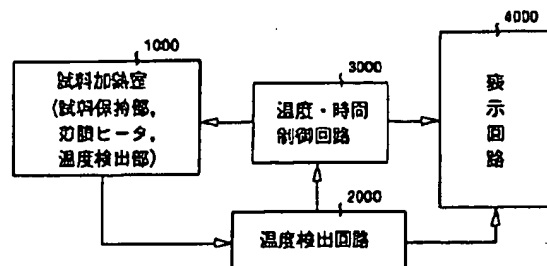 1000
試料加熱室
(試料保持部,
初頭ヒータ,
温度検出部)
3000
温度・時間
制御回路
4000
表
示
回
路
2000
温度検出回路